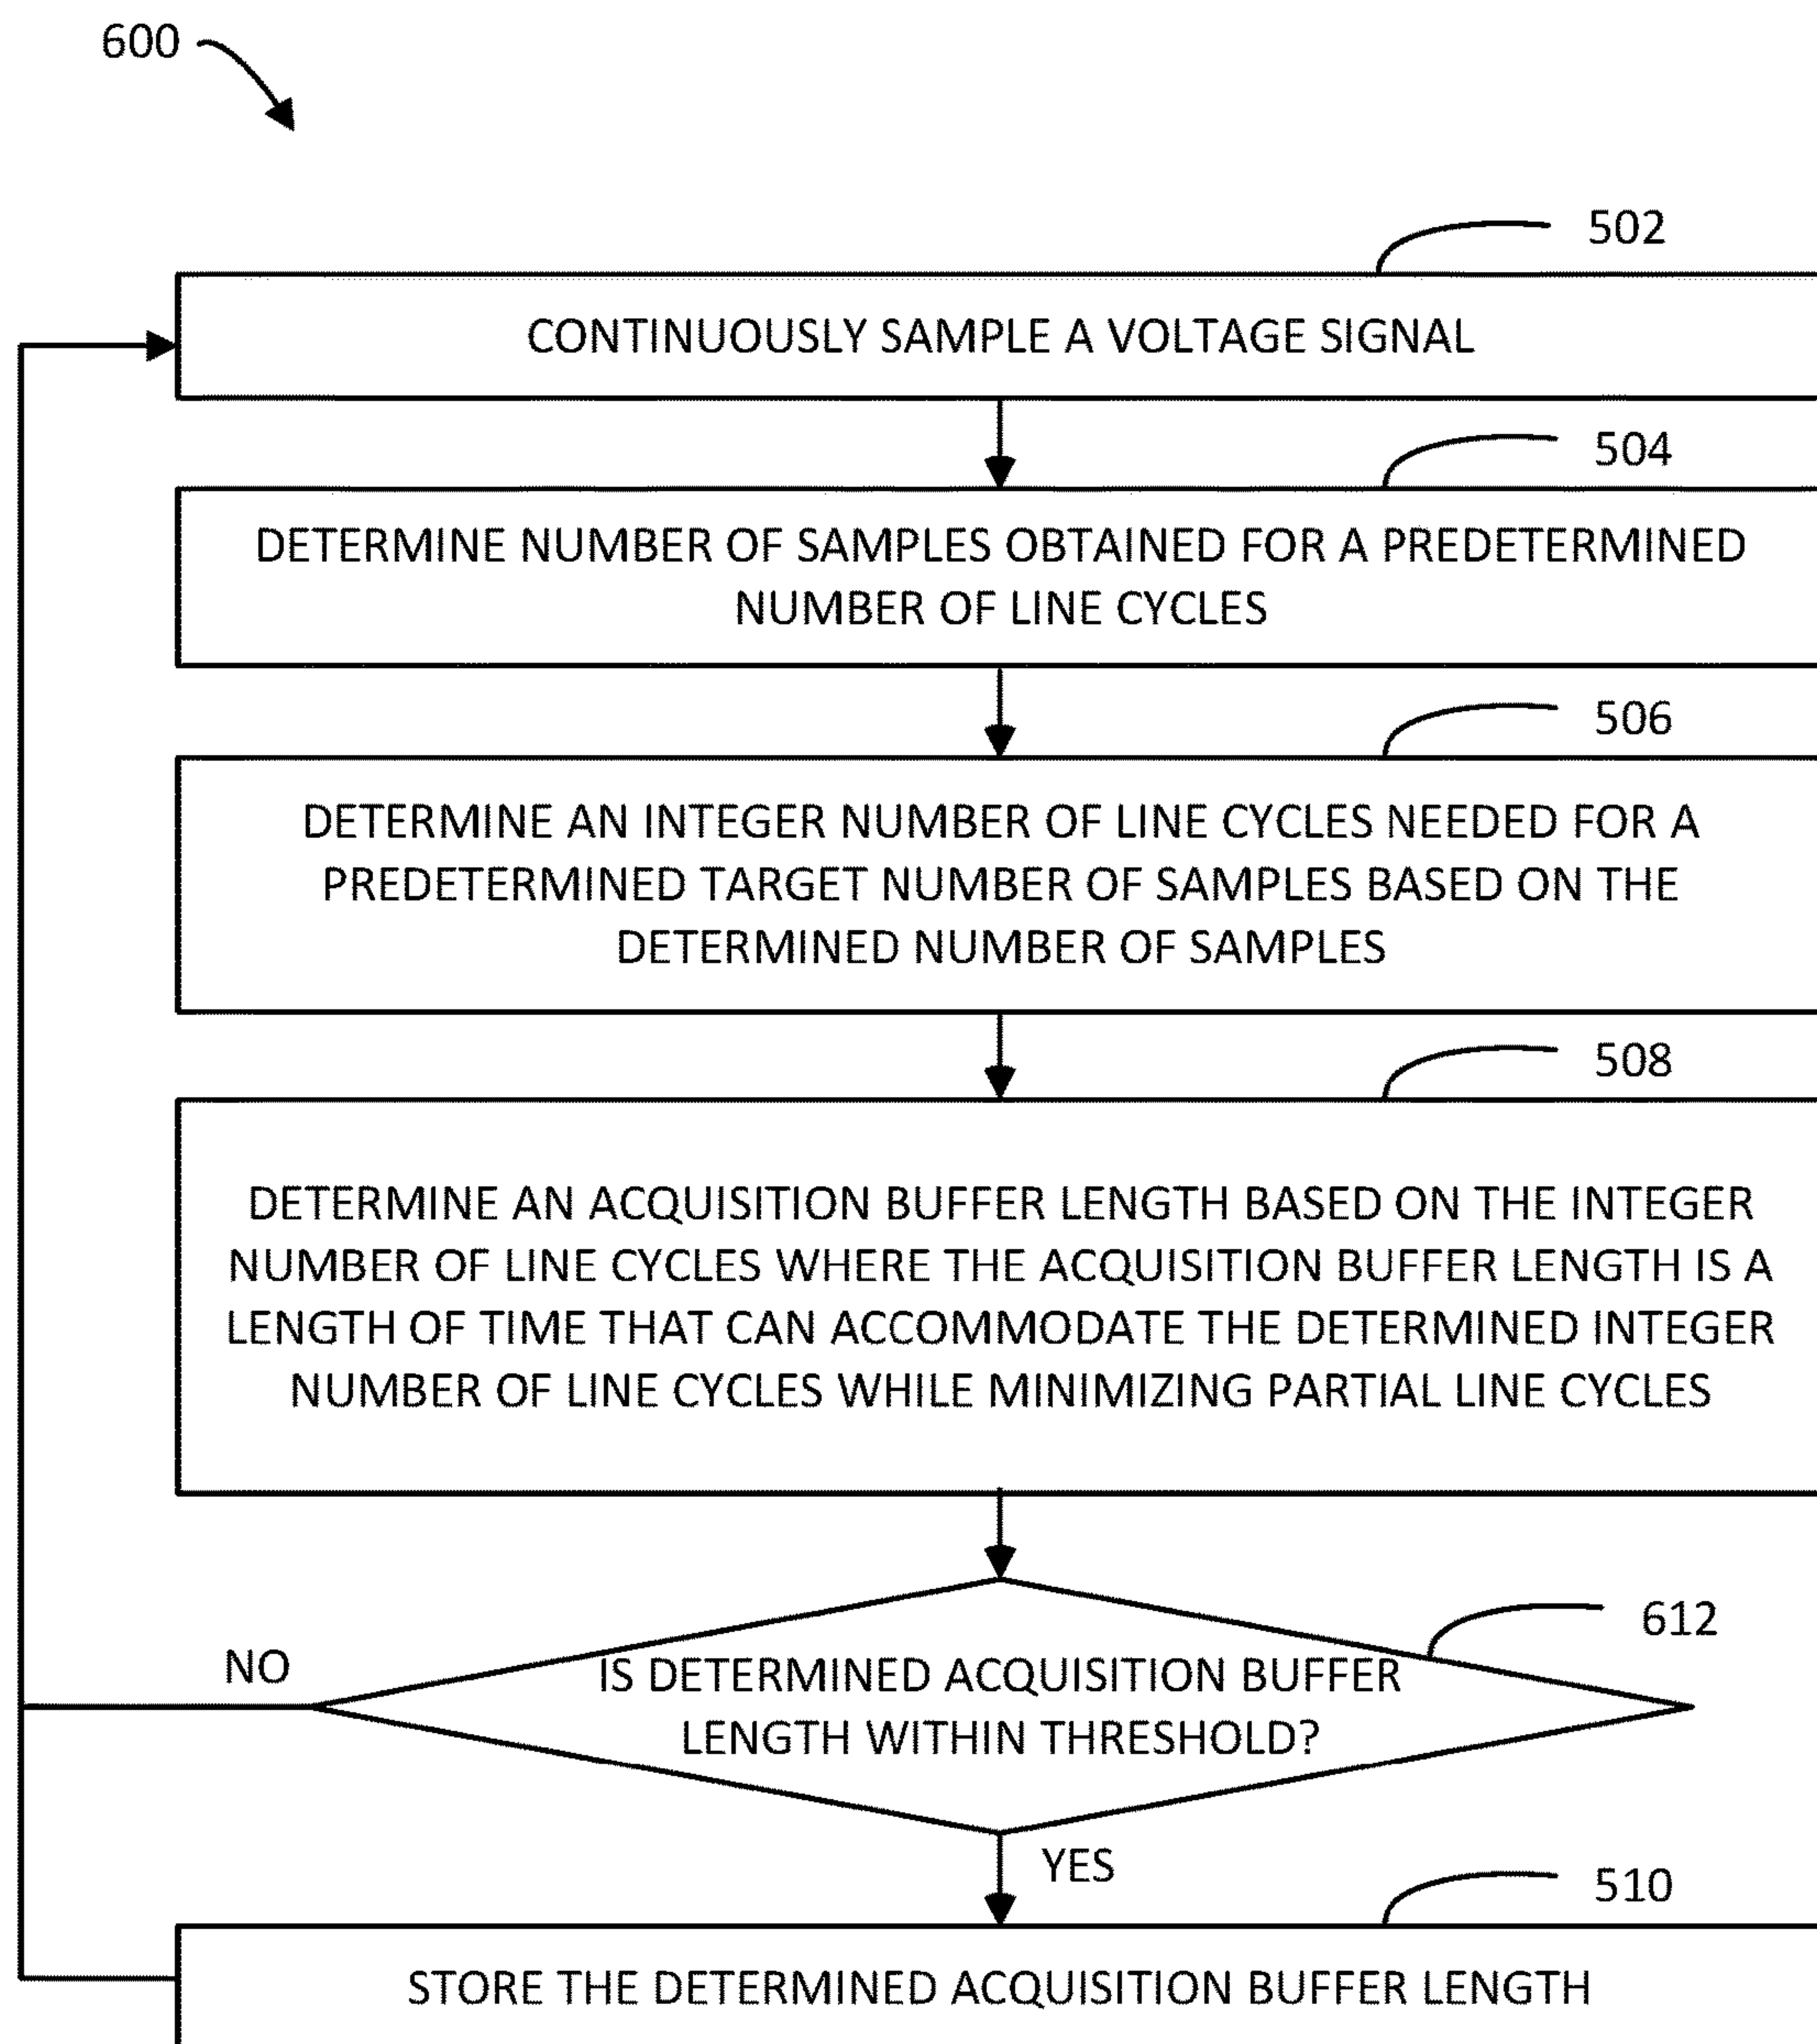 600
502
CONTINUOUSLY SAMPLE A VOLTAGE SIGNAL
504
DETERMINE NUMBER OF SAMPLES OBTAINED FOR A PREDETERMINED
NUMBER OF LINE CYCLES
506
DETERMINE AN INTEGER NUMBER OF LINE CYCLES NEEDED FOR A
PREDETERMINED TARGET NUMBER OF SAMPLES BASED ON THE
DETERMINED NUMBER OF SAMPLES
508
DETERMINE AN ACQUISITION BUFFER LENGTH BASED ON THE INTEGER
NUMBER OF LINE CYCLES WHERE THE ACQUISITION BUFFER LENGTH IS A
LENGTH OF TIME THAT CAN ACCOMMODATE THE DETERMINED INTEGER
NUMBER OF LINE CYCLES WHILE MINIMIZING PARTIAL LINE CYCLES
612
NO
IS DETERMINED ACQUISITION BUFFER
LENGTH WITHIN THRESHOLD?
YES
510
STORE THE DETERMINED ACQUISITION BUFFER LENGTH